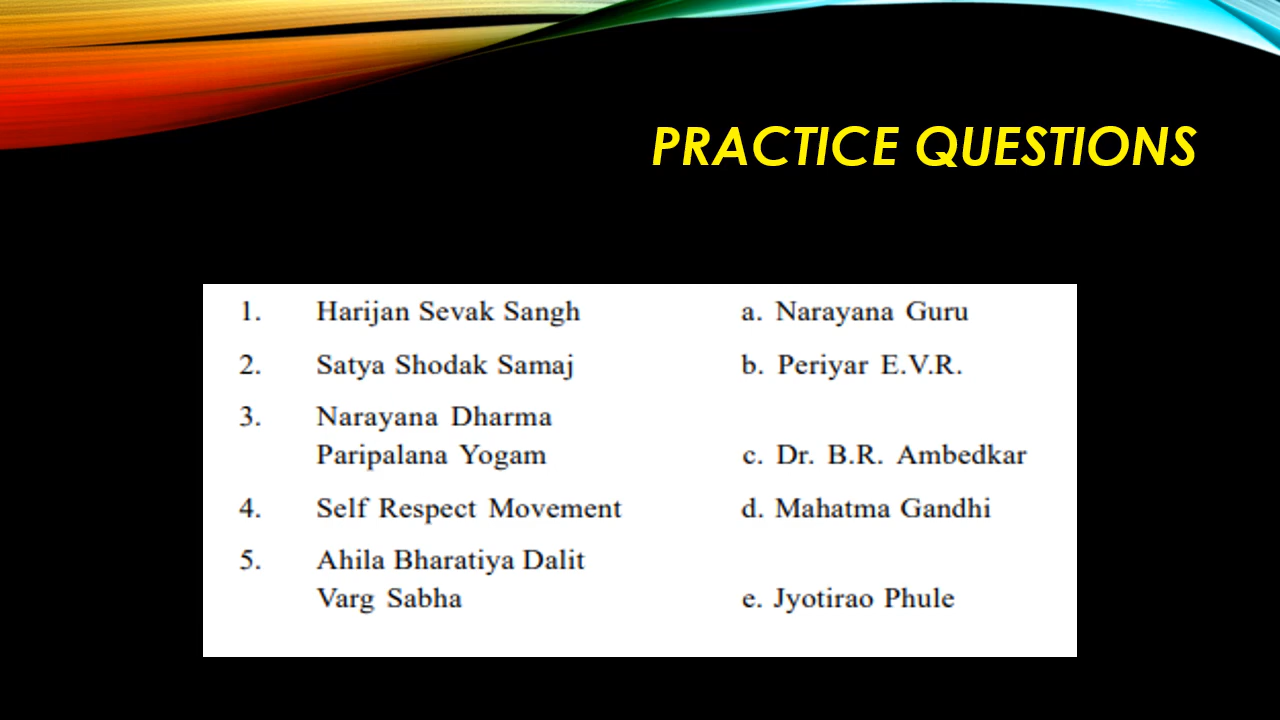 PRACTICE QUESTIONS
1. Harijan Sevak Sangh a. Narayana Guru
2. Satya Shodak Samaj b. Periyar E.V.R.
3. Narayana Dharma
Paripalana Yogam c. Dr. B.R. Ambedkar
4. Self Respect Movement d. Mahatma Gandhi
5. Ahila Bharatiya Dalit
Varg Sabha e. Jyotirao Phule